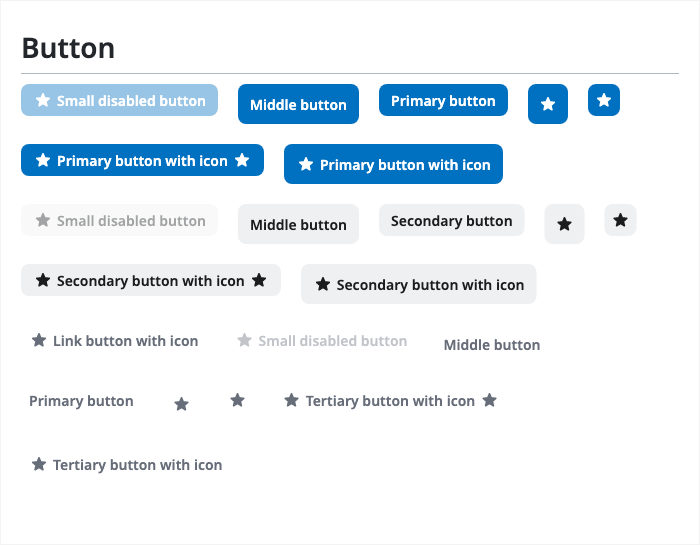 Button
Small disabled button Middle button Primary button
Primary button with icon Primary button with icon
Small disabled button Middle button Secondary button
Secondary button with icon Secondary button with icon
Link button with icon Small disabled button Middle button
Primary button Tertiary button with icon
Tertiary button with icon